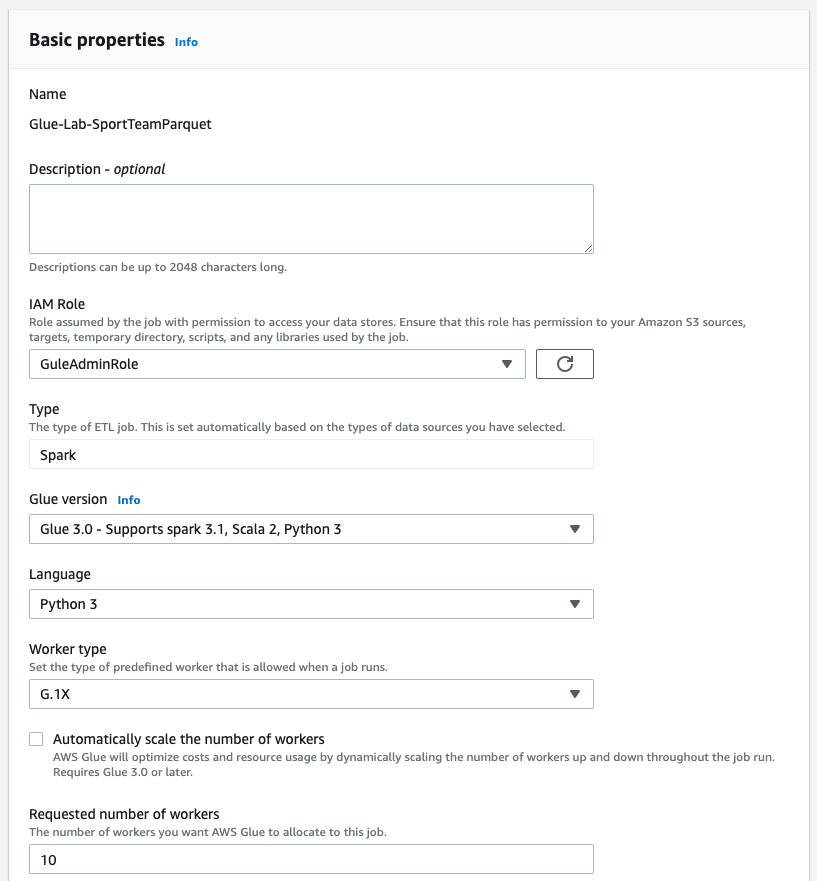 Basic properties Info
Name
Glue-Lab-SportTeamParquet
Description - optional
Descriptions can be up to 2048 characters long.
IAM Role
Role assumed by the job with permission to access your data stores. Ensure that this role has permission to your Amazon S3 sources,
targets, temporary directory, scripts, and any libraries used by the job.
GuleAdminRole
Type
The type of ETL job. This is set automatically based on the types of data sources you have selected.
Spark
Glue version Info
Glue 3.0 - Supports spark 3.1, Scala 2, Python 3
Language
Python 3
Worker type
Set the type of predefined worker that is allowed when a job runs.
G.1X
Automatically scale the number of workers
AWS Glue will optimize costs and resource usage by dynamically scaling the number of workers up and down throughout the job run.
Requires Glue 3.0 or later.
Requested number of workers
The number of workers you want AWS Glue to allocate to this job.
10